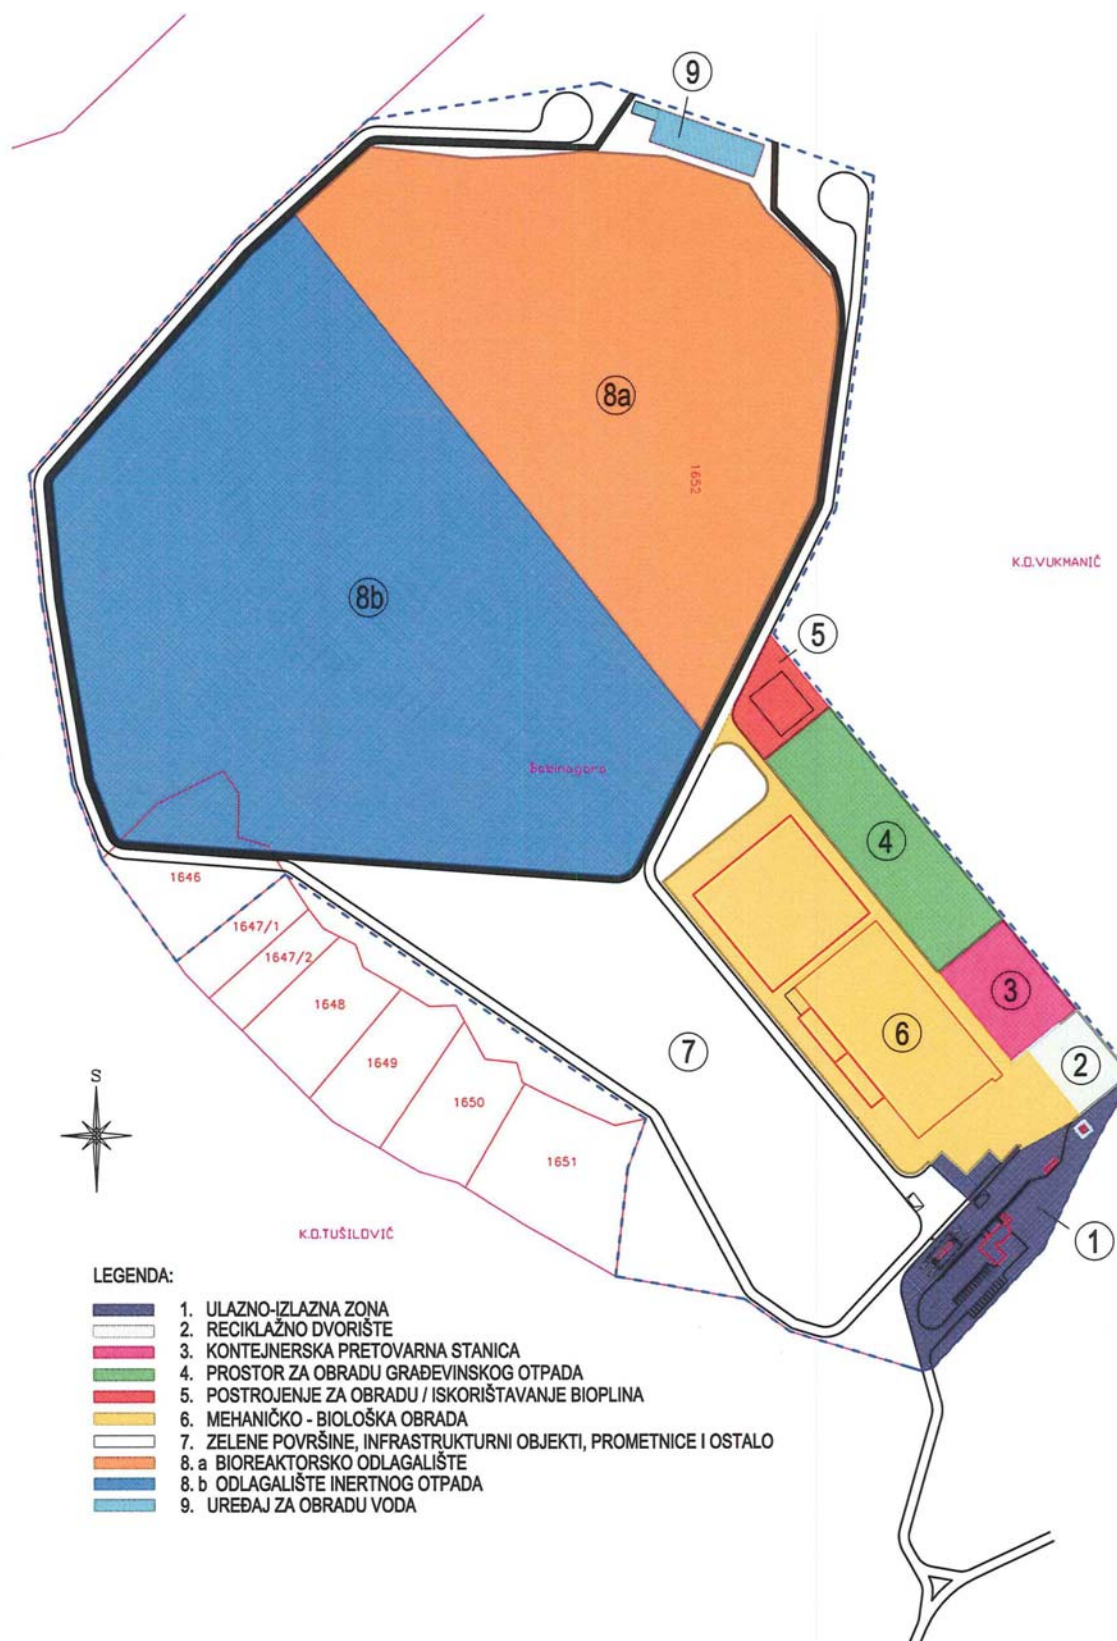 9
8a
1652
K.O.VUKMANIĆ
8b
5
Babinagora
4
1646
1647/1
1647/2
3
1648
6
7
2
1649
S
1650
1651
1
K.O.TUŠILOVIĆ
LEGENDA:
1. ULAZNO-IZLAZNA ZONA
2. RECIKLAŽNO DVORIŠTE
3. KONTEJNERSKA PRETOVARNA STANICA
4. PROSTOR ZA OBRADU GRAĐEVINSKOG OTPADA
5. POSTROJENJE ZA OBRADU / ISKORIŠTAVANJE BIOPLINA
6. MEHANIČKO - BIOLOŠKA OBRADA
7. ZELENE POVRŠINE, INFRASTRUKTURNI OBJEKTI, PROMETNICE I OSTALO
8. a BIOREAKTORSKO ODLAGALIŠTE
8. b ODLAGALIŠTE INERTNOG OTPADA
9. UREĐAJ ZA OBRADU VODA